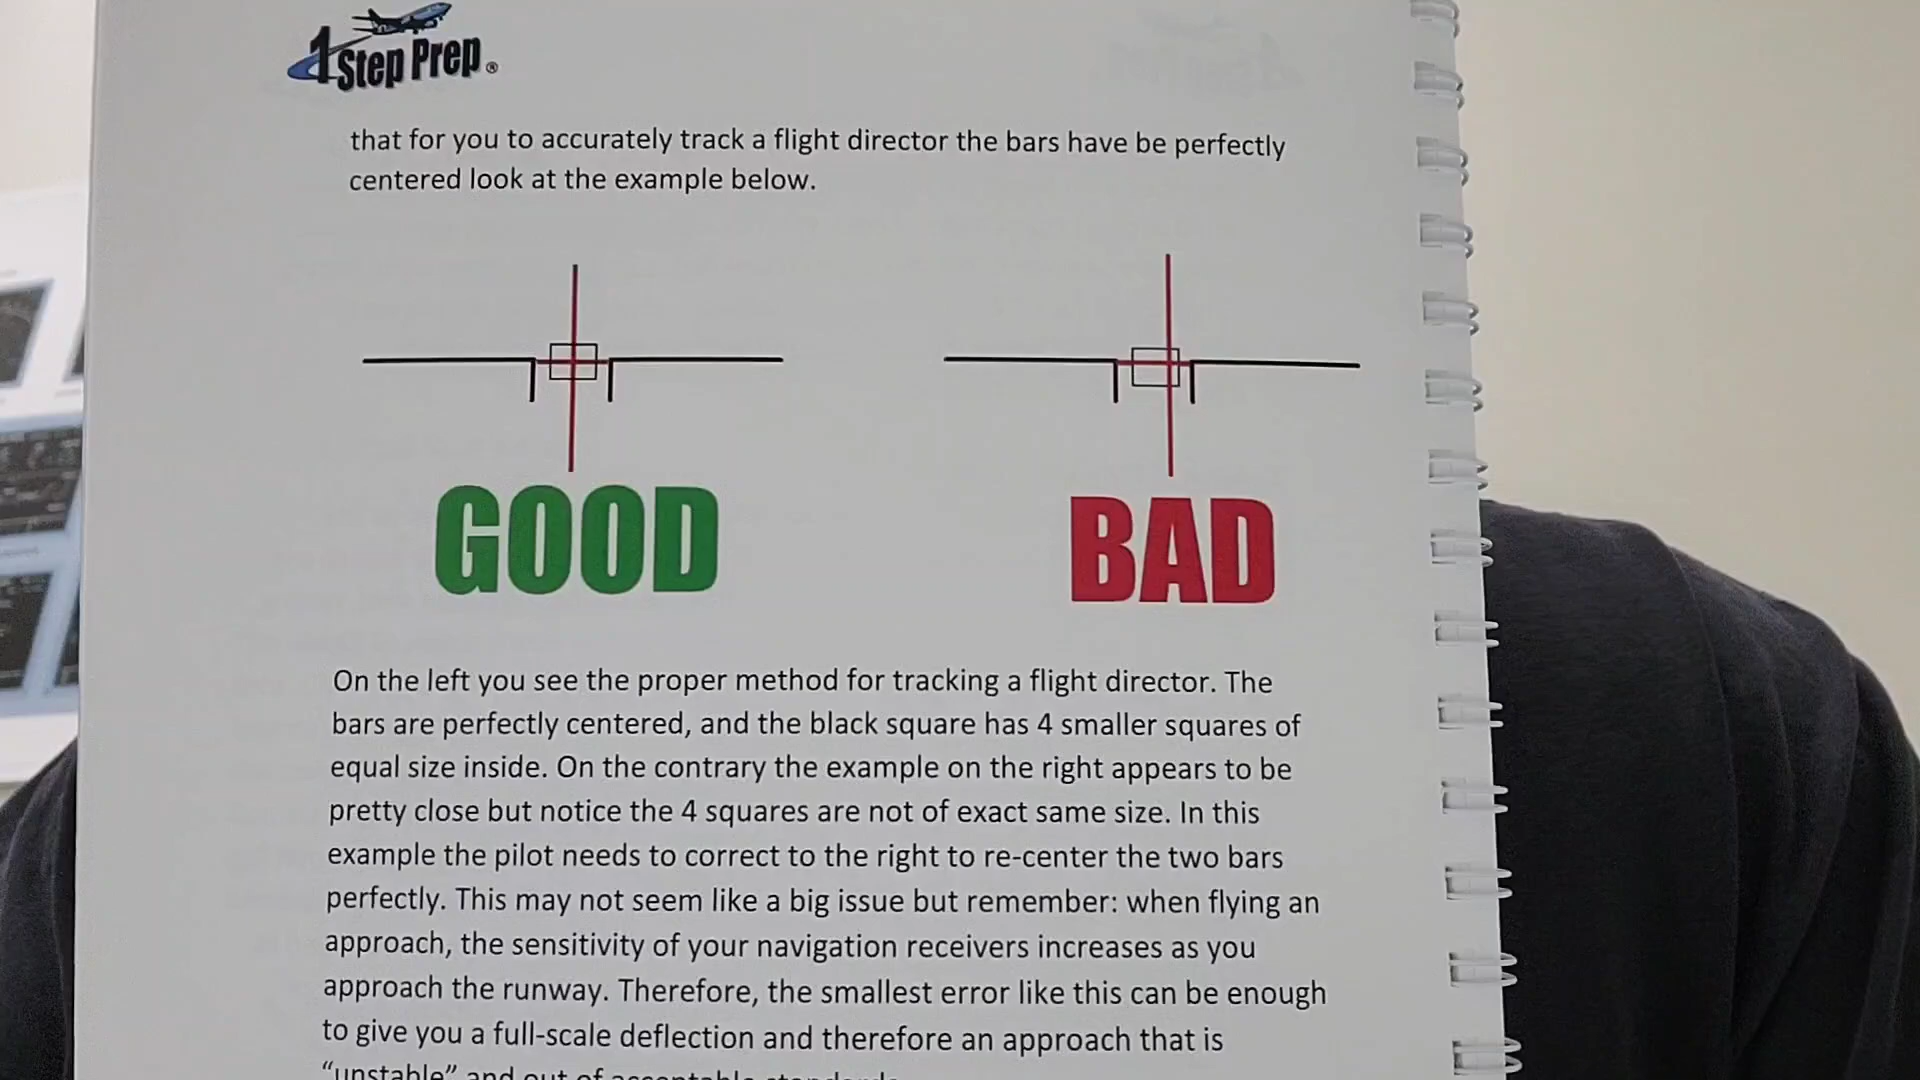 1 Step Prep®
that for you to accurately track a flight director the bars have be perfectly
centered look at the example below.
GOOD
BAD
On the left you see the proper method for tracking a flight director. The
bars are perfectly centered, and the black square has 4 smaller squares of
equal size inside. On the contrary the example on the right appears to be
pretty close but notice the 4 squares are not of exact same size. In this
example the pilot needs to correct to the right to re-center the two bars
perfectly. This may not seem like a big issue but remember: when flying an
approach, the sensitivity of your navigation receivers increases as you
approach the runway. Therefore, the smallest error like this can be enough
to give you a full-scale deflection and therefore an approach that is
"unstable" and out of acceptable standards